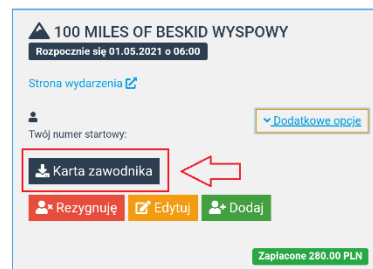 100 MILES OF BESKID WYSPOWY
Rozpocznie się 01.05.2021 o 06:00
Strona wydarzenia
Twój numer startowy:
Dodatkowe opcje
Karta zawodnika
Rezygnuję Edytuj Dodaj
Zapłacone 280.00 PLN